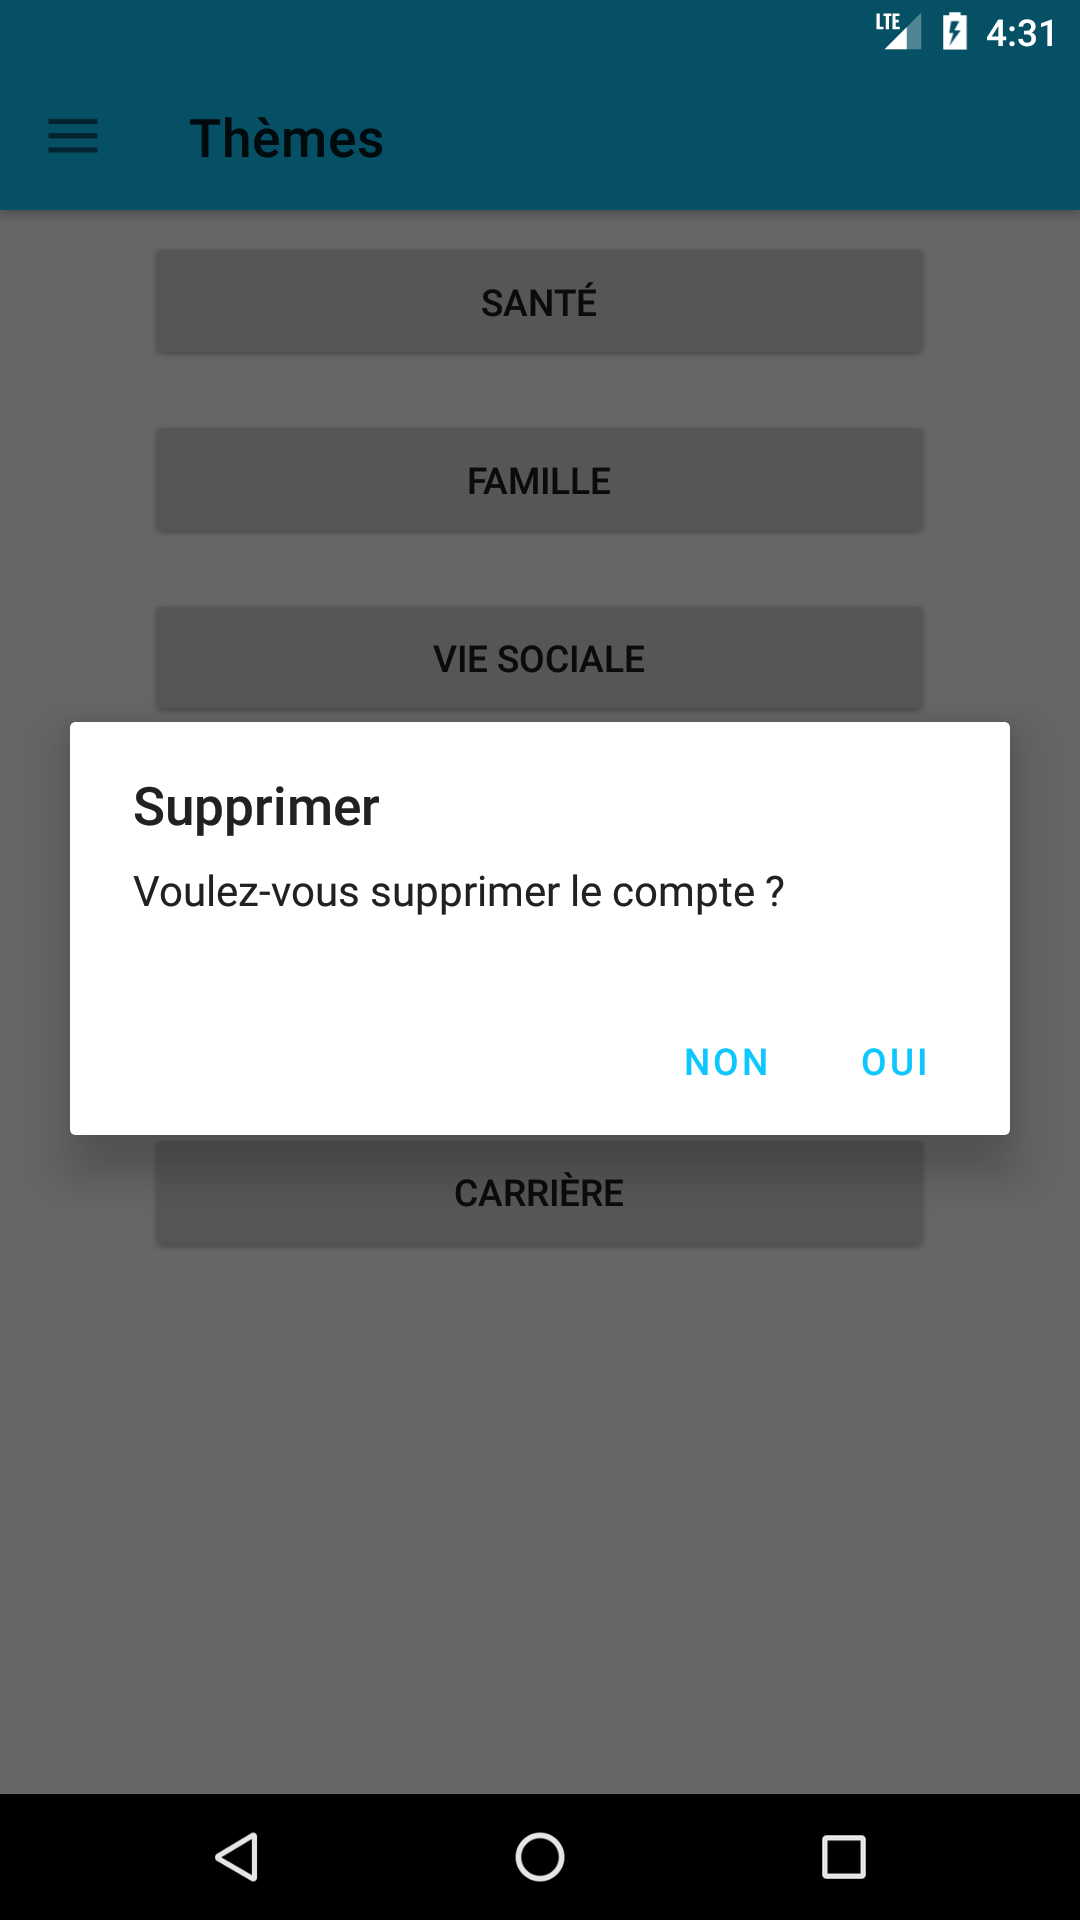 LTE 4:31
Thèmes
SANTÉ
FAMILLE
VIE SOCIALE
Supprimer
Voulez-vous supprimer le compte ?
NON OUI
CARRIÈRE